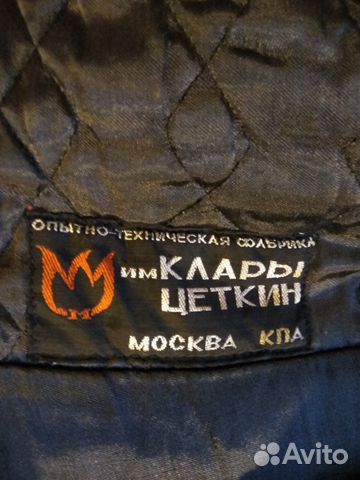 ОПЫТНО-ТЕХНИЧЕСКАЯ ФАБРИКА
им КЛАРЫ
ЦЕТКИН
МОСКВА КПА
Avito